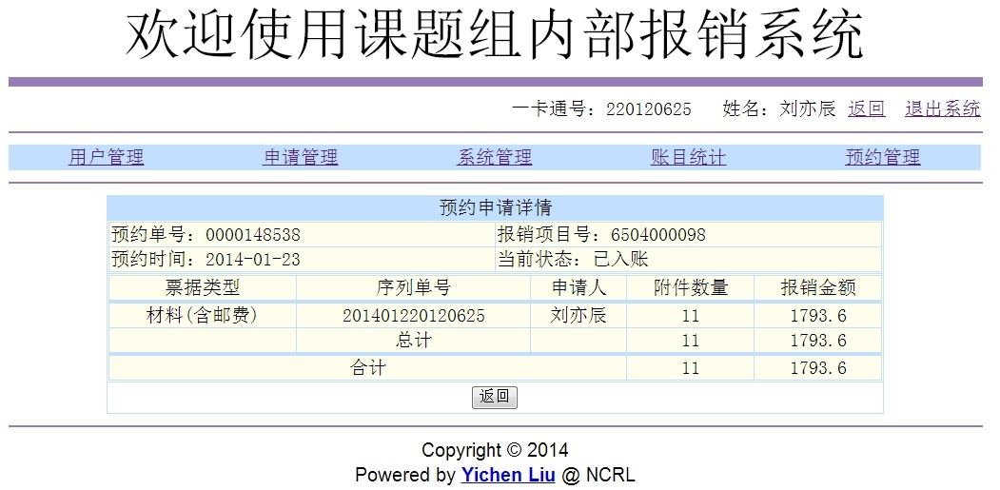 欢迎使用课题组内部报销系统
一卡通号：220120625 姓名：刘亦辰 返回 退出系统
用户管理 申请管理 系统管理 账目统计 预约管理
预约申请详情
预约单号：0000148538 报销项目号：6504000098
预约时间：2014-01-23 当前状态：已入账
票据类型 序列单号 申请人 附件数量 报销金额
材料(含邮费) 201401220120625 刘亦辰 11 1793.6
总计 11 1793.6
合计 11 1793.6
返回
Copyright © 2014
Powered by Yichen Liu @ NCRL